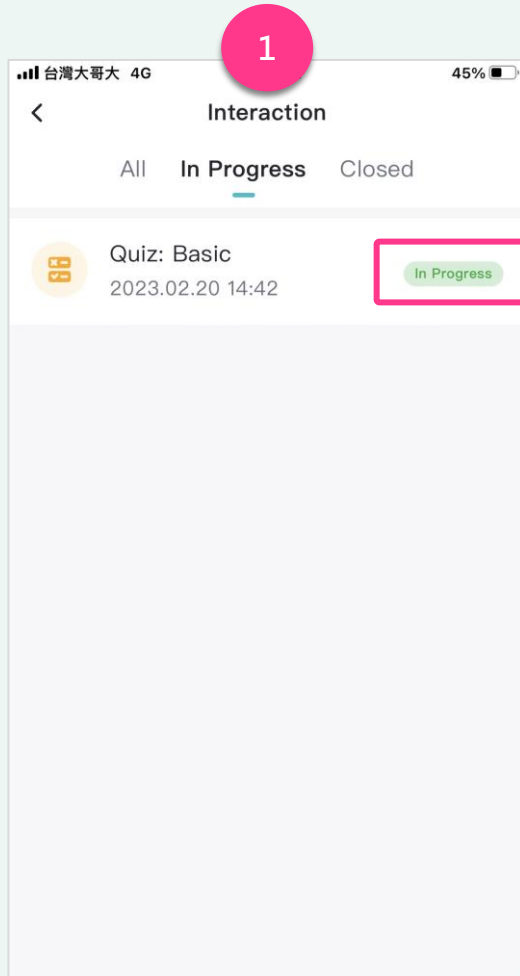 1
台灣大哥大 4G
45%
Interaction
All In Progress Closed
Quiz: Basic
In Progress
2023.02.20 14:42